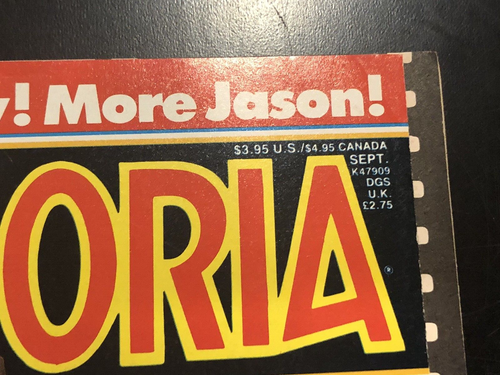 y! More Jason!
$3.95 U.S./$4.95 CANADA
SEPT.
K47909
DGS
U.K.
£2.75
ORIA
®